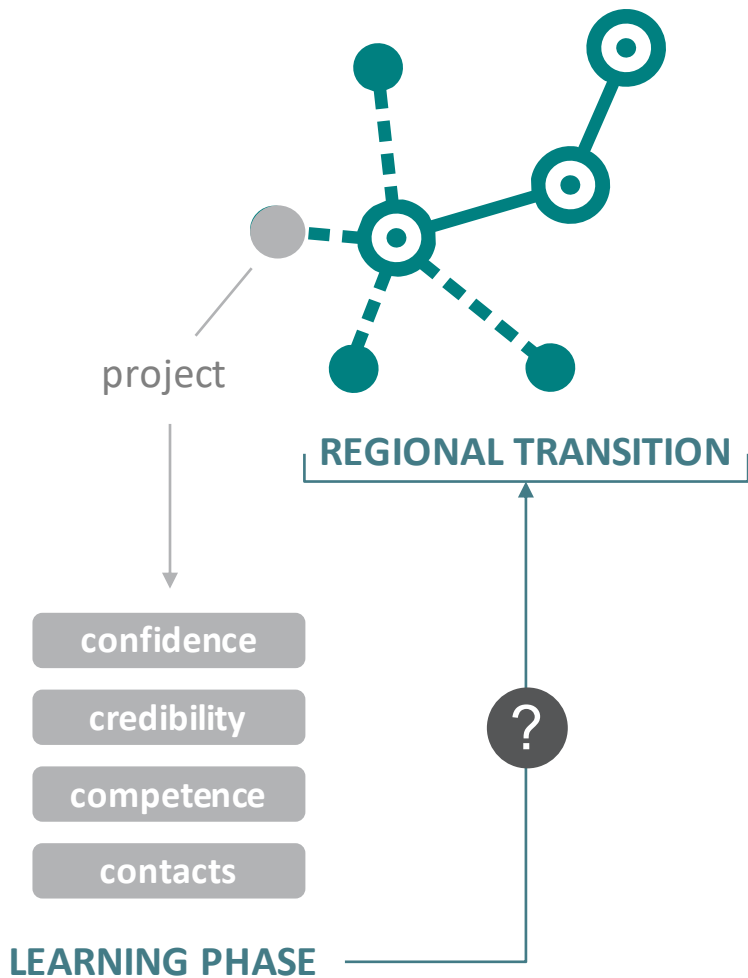 project
REGIONAL TRANSITION
confidence
credibility
?
competence
contacts
LEARNING PHASE